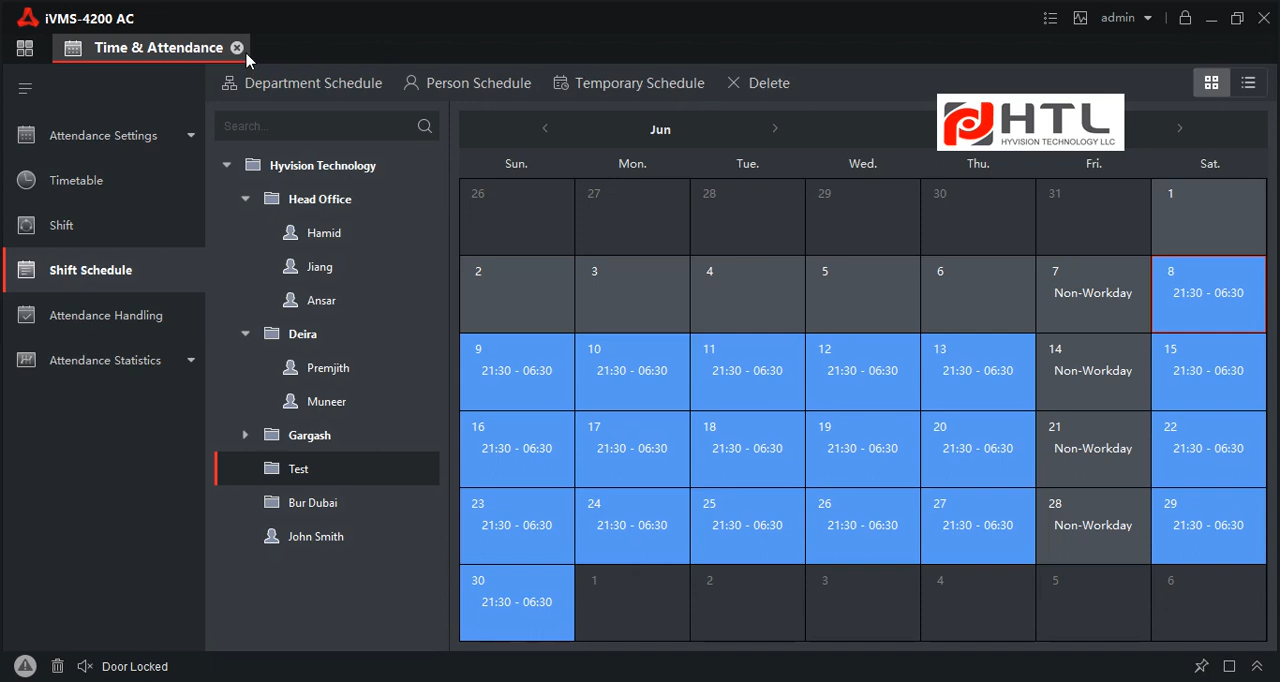 iVMS-4200 AC
admin
Time & Attendance
Department Schedule Person Schedule Temporary Schedule Delete
Attendance Settings
Timetable
Shift
Shift Schedule
Attendance Handling
Attendance Statistics
Search...
Hyvision Technology
Head Office
Hamid
Jiang
Ansar
Deira
Premjith
Muneer
Gargash
Test
Bur Dubai
John Smith
HTL
HYVISION TECHNOLOGY LLC
Jun
Sun. Mon. Tue. Wed. Thu. Fri. Sat.
26 27 28 29 30 31 1
2 3 4 5 6 7 8
Non-Workday 21:30 - 06:30
9 10 11 12 13 14 15
21:30 - 06:30 21:30 - 06:30 21:30 - 06:30 21:30 - 06:30 21:30 - 06:30 Non-Workday 21:30 - 06:30
16 17 18 19 20 21 22
21:30 - 06:30 21:30 - 06:30 21:30 - 06:30 21:30 - 06:30 21:30 - 06:30 Non-Workday 21:30 - 06:30
23 24 25 26 27 28 29
21:30 - 06:30 21:30 - 06:30 21:30 - 06:30 21:30 - 06:30 21:30 - 06:30 Non-Workday 21:30 - 06:30
30 1 2 3 4 5 6
21:30 - 06:30
Door Locked